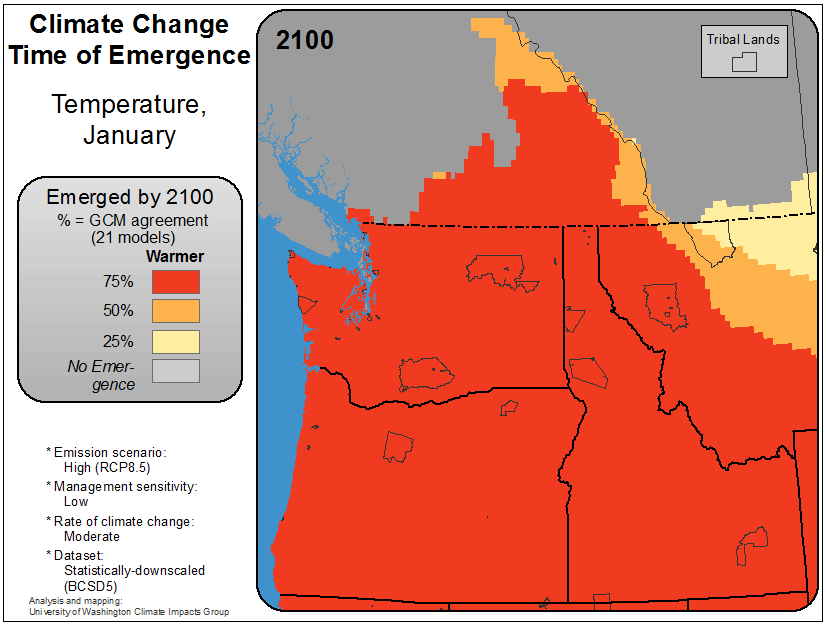 Climate Change
Time of Emergence
Temperature,
January
Emerged by 2100
% = GCM agreement
(21 models)
Warmer
75%
50%
25%
No Emer-
gence
* Emission scenario:
High (RCP8.5)
* Management sensitivity:
Low
* Rate of climate change:
Moderate
* Dataset:
Statistically-downscaled
(BCSD5)
Analysis and mapping:
University of Washington Climate Impacts Group
2100
Tribal Lands